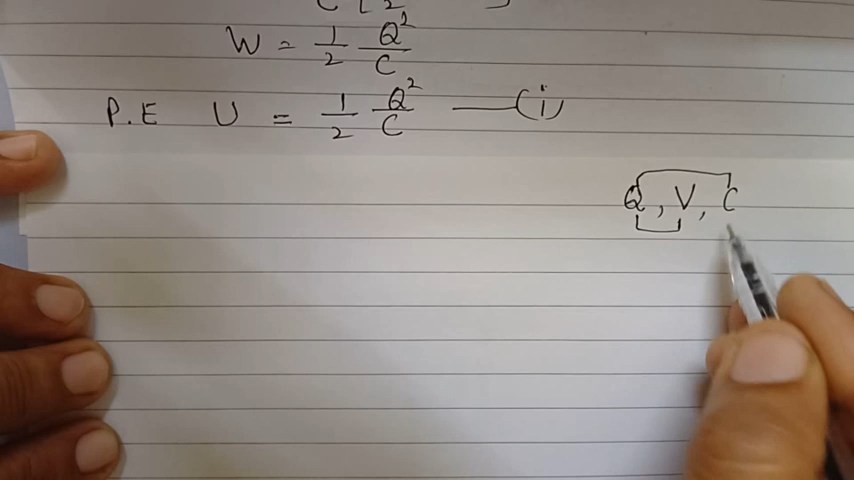 W = 1/2 Q²/C
P.E U = 1/2 Q²/C —(i)
Q, V, C